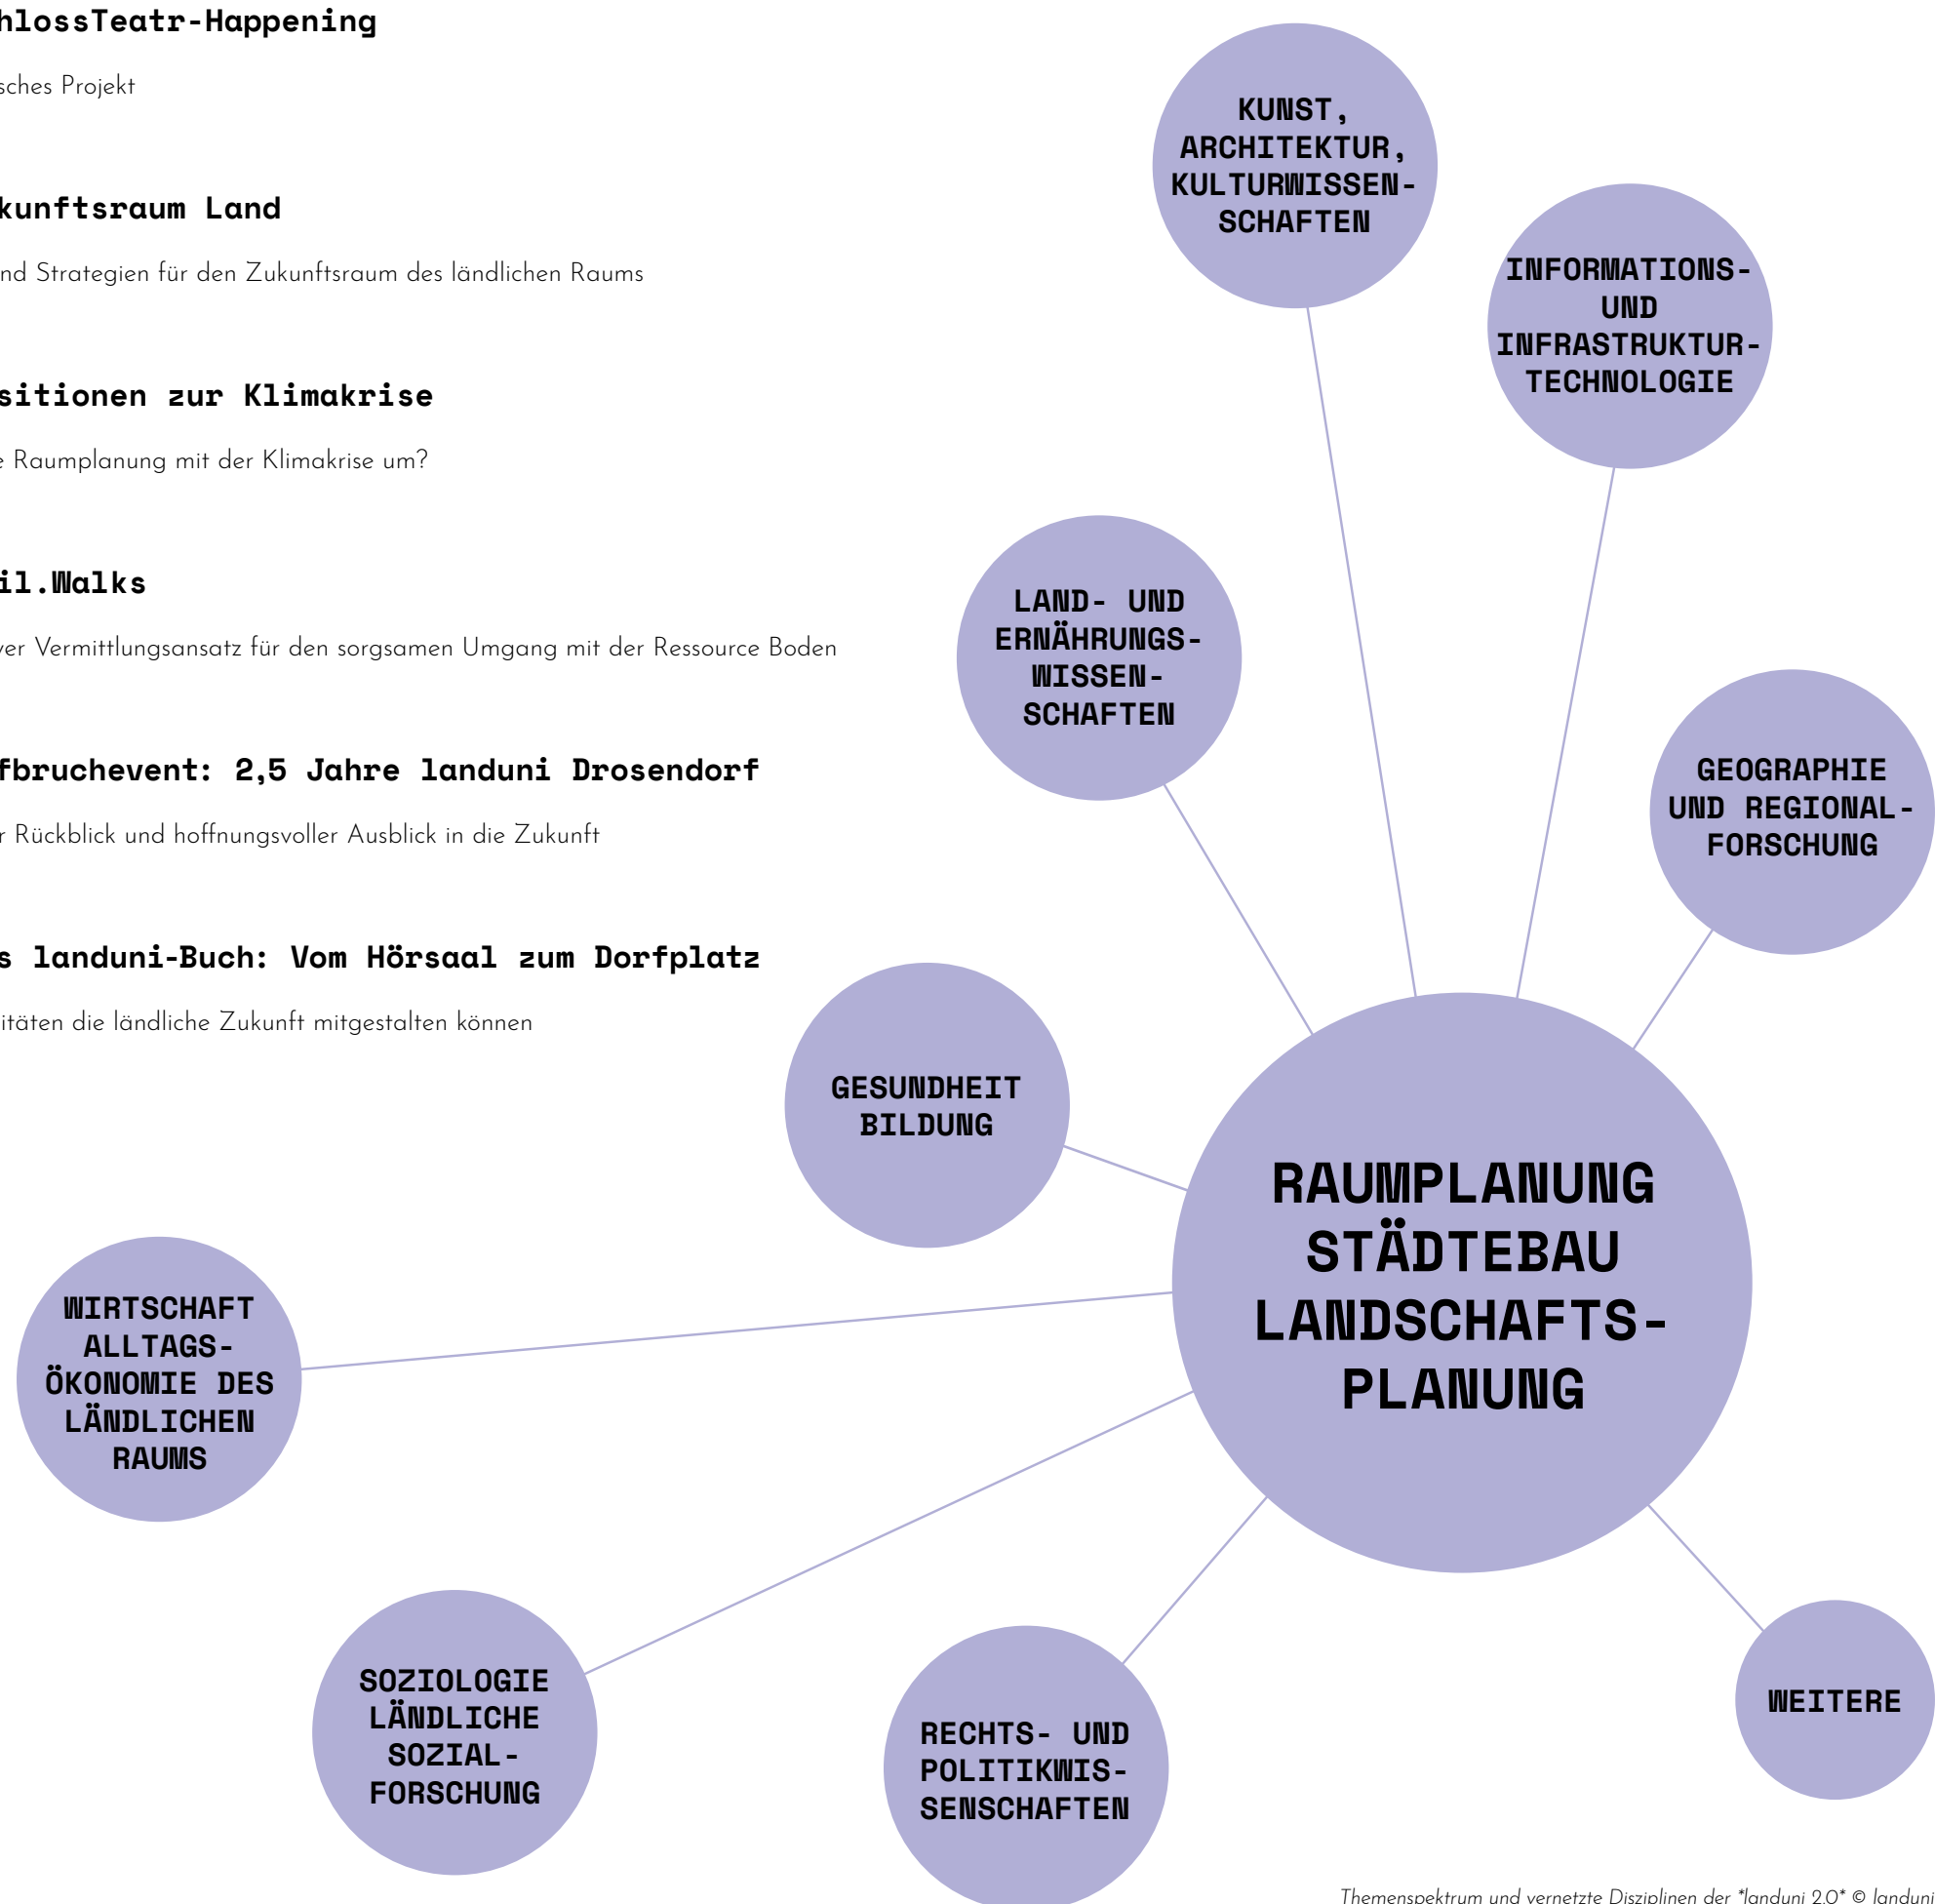 hlossTeatr-Happening
sches Projekt
kunftsraum Land
nd Strategien für den Zukunftsraum des ländlichen Raums
sitionen zur Klimakrise
e Raumplanung mit der Klimakrise um?
il.Walks
ver Vermittlungsansatz für den sorgsamen Umgang mit der Ressource Boden
fbruchevent: 2,5 Jahre landuni Drosendorf
r Rückblick und hoffnungsvoller Ausblick in die Zukunft
s landuni-Buch: Vom Hörsaal zum Dorfplatz
itäten die ländliche Zukunft mitgestalten können
KUNST,
ARCHITEKTUR,
KULTURWISSEN-
SCHAFTEN
INFORMATIONS-
UND
INFRASTRUKTUR-
TECHNOLOGIE
LAND- UND
ERNÄHRUNGS-
WISSEN-
SCHAFTEN
GEOGRAPHIE
UND REGIONAL-
FORSCHUNG
GESUNDHEIT
BILDUNG
RAUMPLANUNG
STÄDTEBAU
LANDSCHAFTS-
PLANUNG
WIRTSCHAFT
ALLTAGS-
ÖKONOMIE DES
LÄNDLICHEN
RAUMS
SOZIOLOGIE
LÄNDLICHE
SOZIAL-
FORSCHUNG
RECHTS- UND
POLITIKWIS-
SENSCHAFTEN
WEITERE
Themenspektrum und vernetzte Disziplinen der *landuni 2.0* © landuni